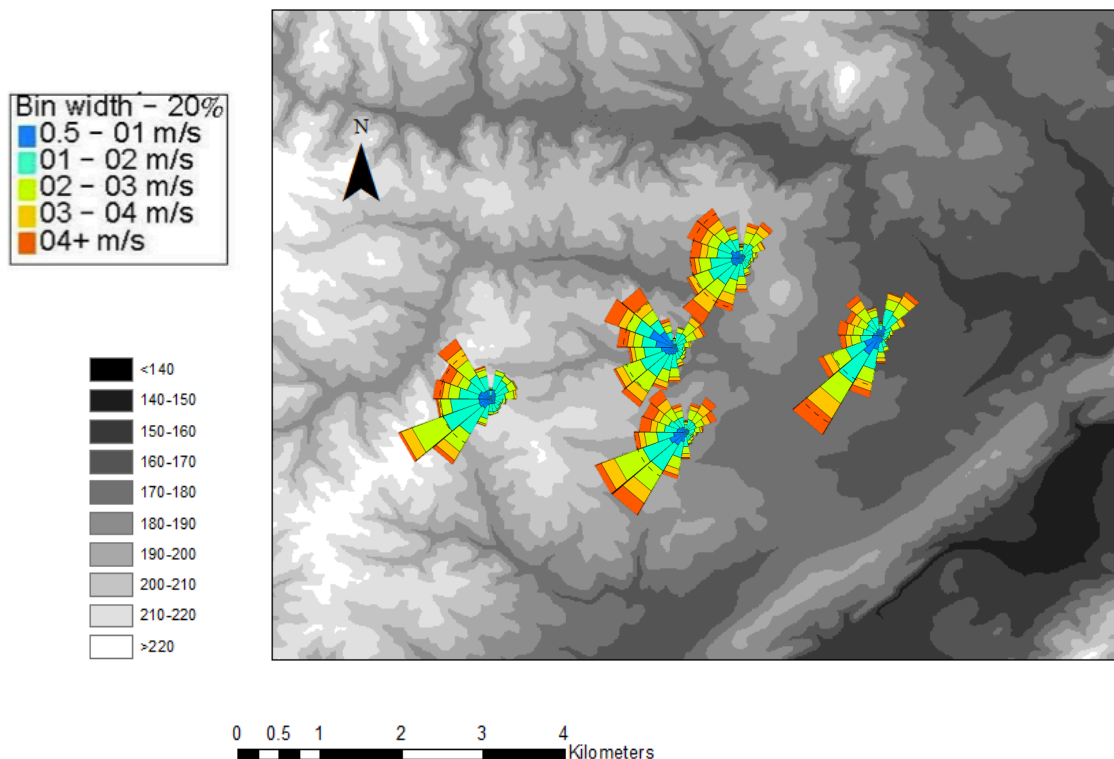 Bin width - 20%
0.5 - 01 m/s
01 - 02 m/s
02 - 03 m/s
03 - 04 m/s
04+ m/s
N
<140
140-150
150-160
160-170
170-180
180-190
190-200
200-210
210-220
>220
0 0.5 1 2 3 4
Kilometers